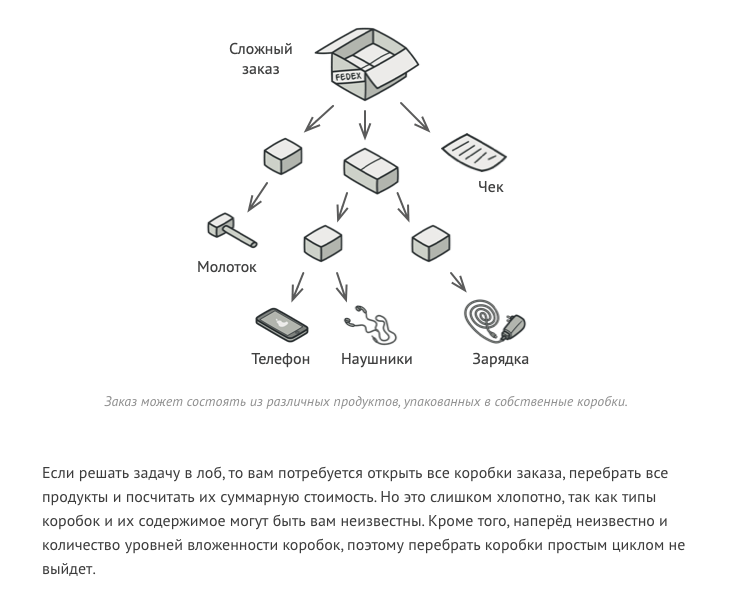 Сложный
заказ
FEDEX
Чек
Молоток
Телефон
Наушники
Зарядка
Заказ может состоять из различных продуктов, упакованных в собственные коробки.
Если решать задачу в лоб, то вам потребуется открыть все коробки заказа, перебрать все
продукты и посчитать их суммарную стоимость. Но это слишком хлопотно, так как типы
коробок и их содержимое могут быть вам неизвестны. Кроме того, наперёд неизвестно и
количество уровней вложенности коробок, поэтому перебрать коробки простым циклом не
выйдет.